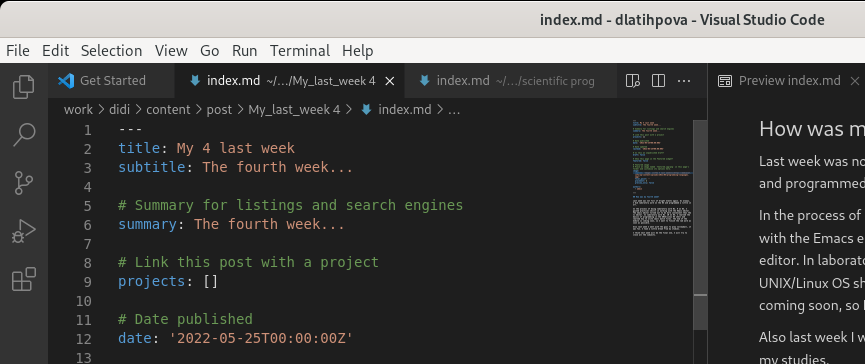 index.md - dlatihpova - Visual Studio Code
File Edit Selection View Go Run Terminal Help
Get Started index.md ~/.../My_last_week 4 index.md ~/.../scientific prog Preview index.md
work > didi > content > post > My_last_week 4 > index.md > ...
1 ---
2 title: My 4 last week
3 subtitle: The fourth week...
4
5 # Summary for listings and search engines
6 summary: The fourth week...
7
8 # Link this post with a project
9 projects: []
10
11 # Date published
12 date: '2022-05-25T00:00:00Z'
13
How was m
Last week was no
and programmed
In the process of
with the Emacs e
editor. In laborato
UNIX/Linux OS sh
coming soon, so
Also last week I w
my studies.